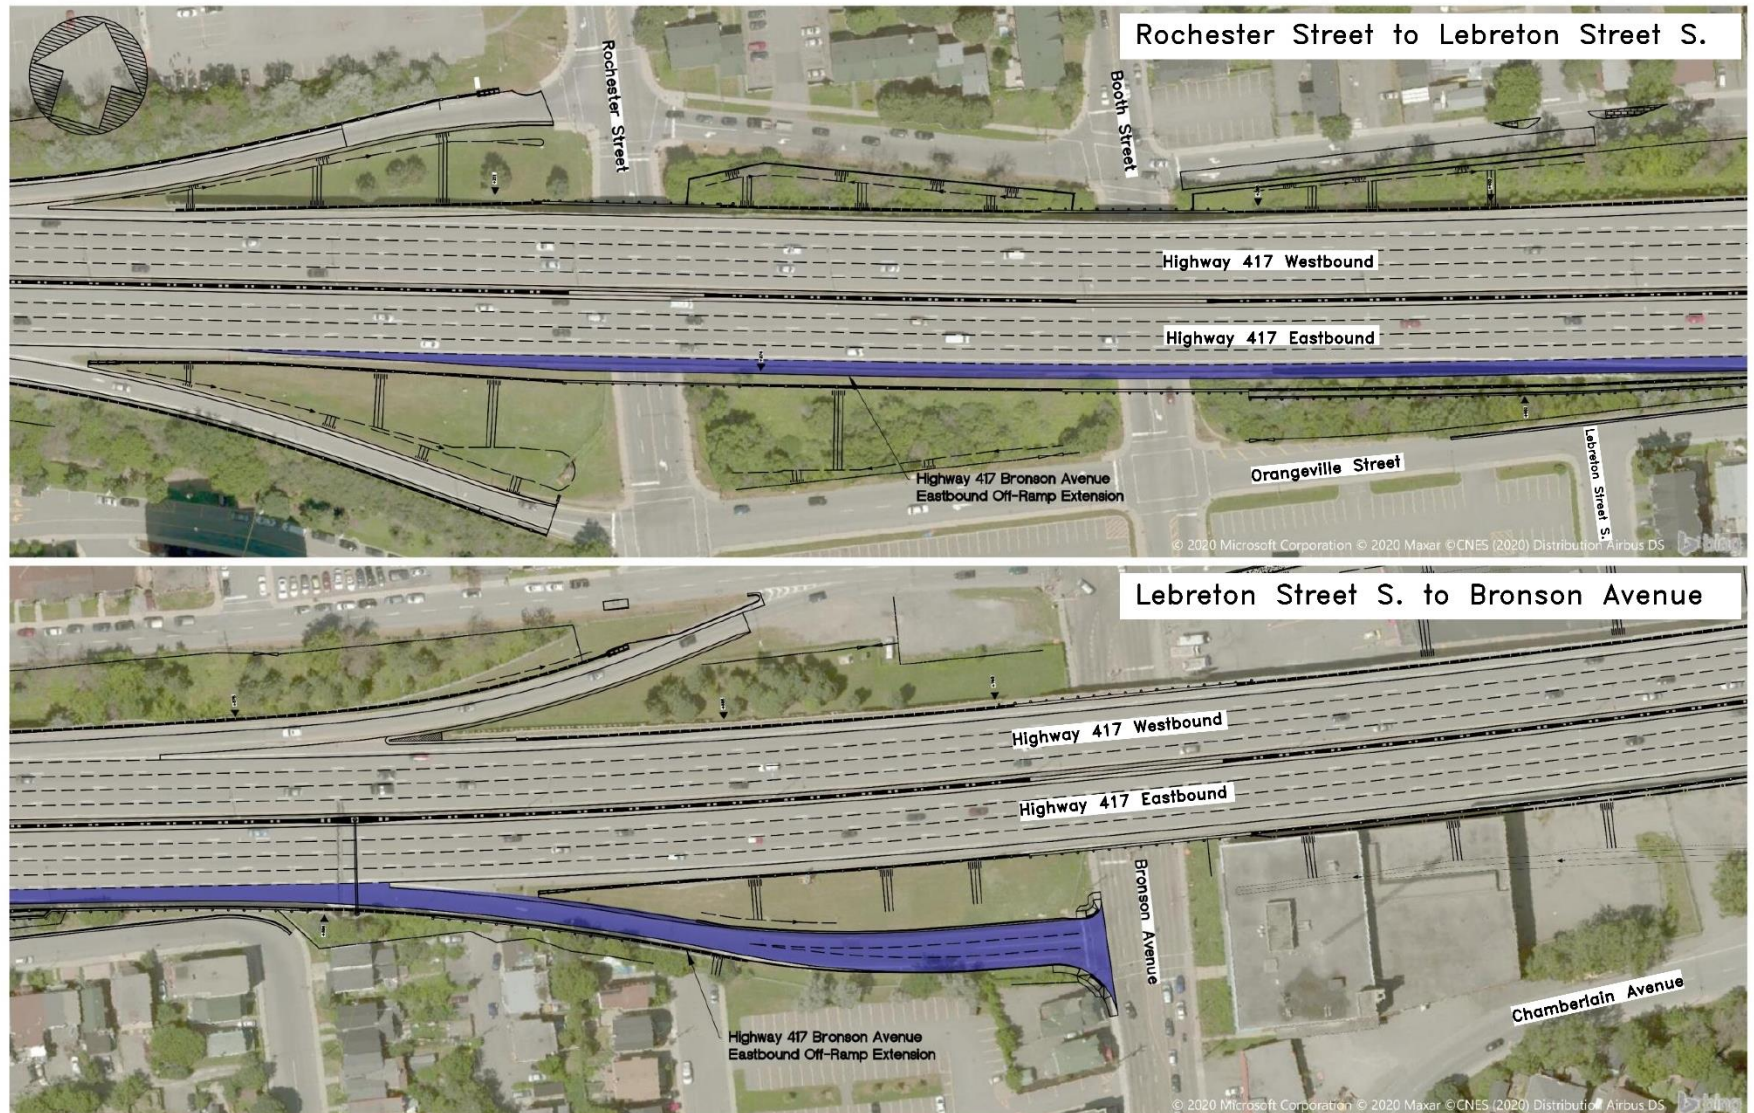 Rochester Street to Lebreton Street S.
Rochester Street
Booth Street
Highway 417 Westbound
Highway 417 Eastbound
Highway 417 Bronson Avenue
Eastbound Off-Ramp Extension
Orangeville Street
Lebreton Street S.
© 2020 Microsoft Corporation © 2020 Maxar ©CNES (2020) Distribution Airbus DS
bing
Lebreton Street S. to Bronson Avenue
Highway 417 Westbound
Highway 417 Eastbound
Bronson Avenue
Chamberlain Avenue
Highway 417 Bronson Avenue
Eastbound Off-Ramp Extension
© 2020 Microsoft Corporation © 2020 Maxar ©CNES (2020) Distribution Airbus DS
bing